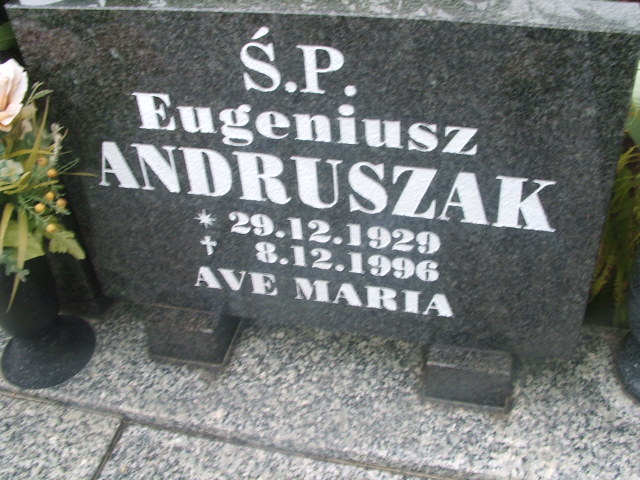 Ś.P.
Eugeniusz
ANDRUSZAK
* 29.12.1929
† 8.12.1996
AVE MARIA